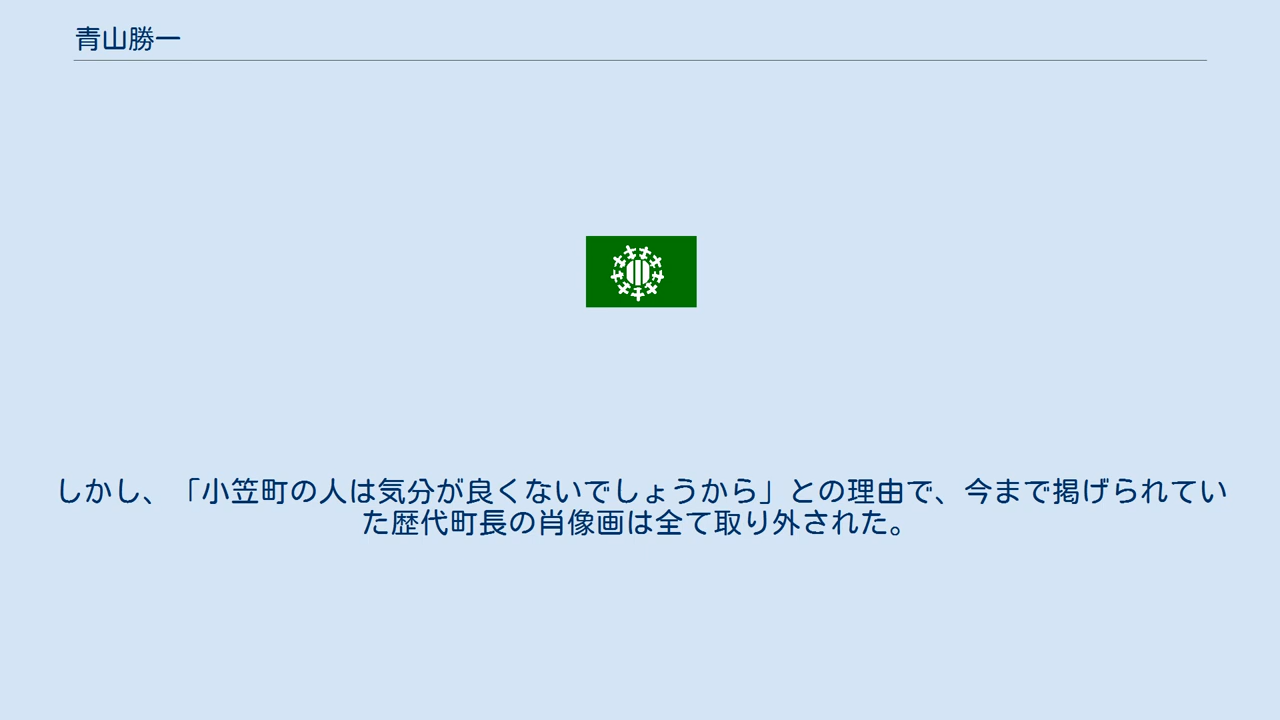 青山勝一
しかし、「小笠町の人は気分が良くないでしょうから」との理由で、今まで掲げられてい
た歴代町長の肖像画は全て取り外された。